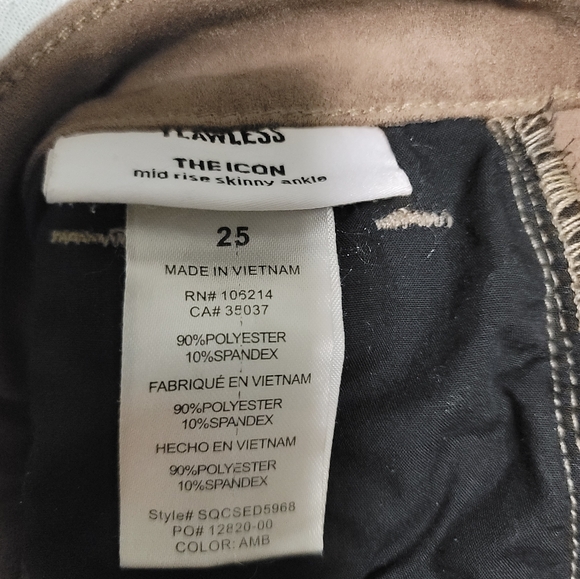 FLAWLESS
THE ICON
mid rise skinny ankle
25
MADE IN VIETNAM
RN# 106214
CA# 35037
90%POLYESTER
10%SPANDEX
FABRIQUÉ EN VIETNAM
90%POLYESTER
10%SPANDEX
HECHO EN VIETNAM
90%POLYESTER
10%SPANDEX
Style# SQCSED5968
PO# 12820-00
COLOR: AMB